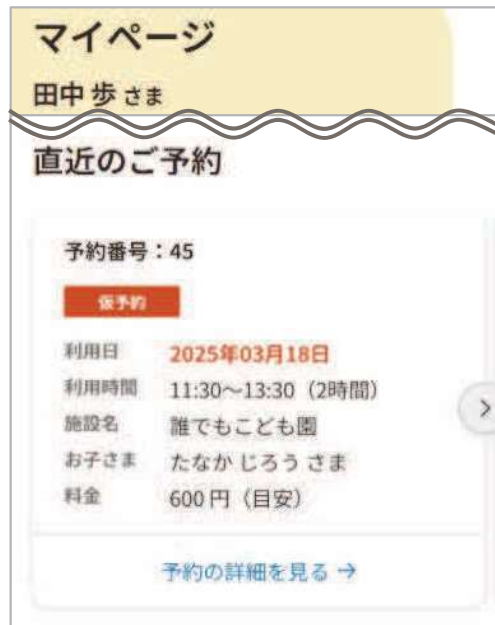 マイページ
田中 歩 さま
直近のご予約
予約番号：45
仮予約
利用日 2025年03月18日
利用時間 11:30～13:30（2時間）
施設名 誰でもこども園
お子さま たなか じろう さま
料金 600 円（目安）
予約の詳細を見る →